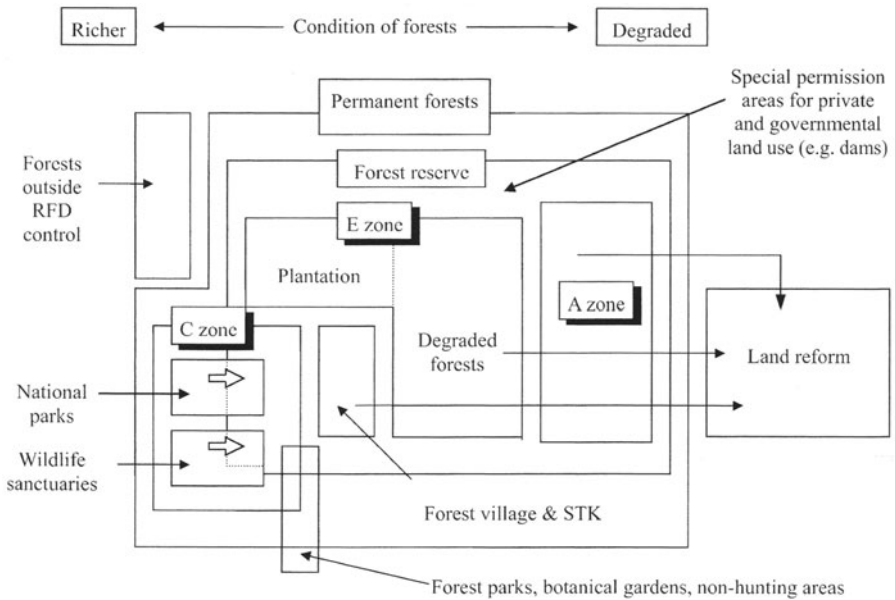 Richer
Condition of forests
Degraded
Permanent forests
Special permission
areas for private
and governmental
land use (e.g. dams)
Forests
outside
RFD
control
Forest reserve
E zone
Plantation
A zone
C zone
Degraded
forests
Land reform
National
parks
Wildlife
sanctuaries
Forest village & STK
Forest parks, botanical gardens, non-hunting areas